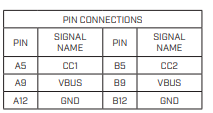 PIN CONNECTIONS
PIN SIGNAL NAME PIN SIGNAL NAME
A5 CC1 B5 CC2
A9 VBUS B9 VBUS
A12 GND B12 GND